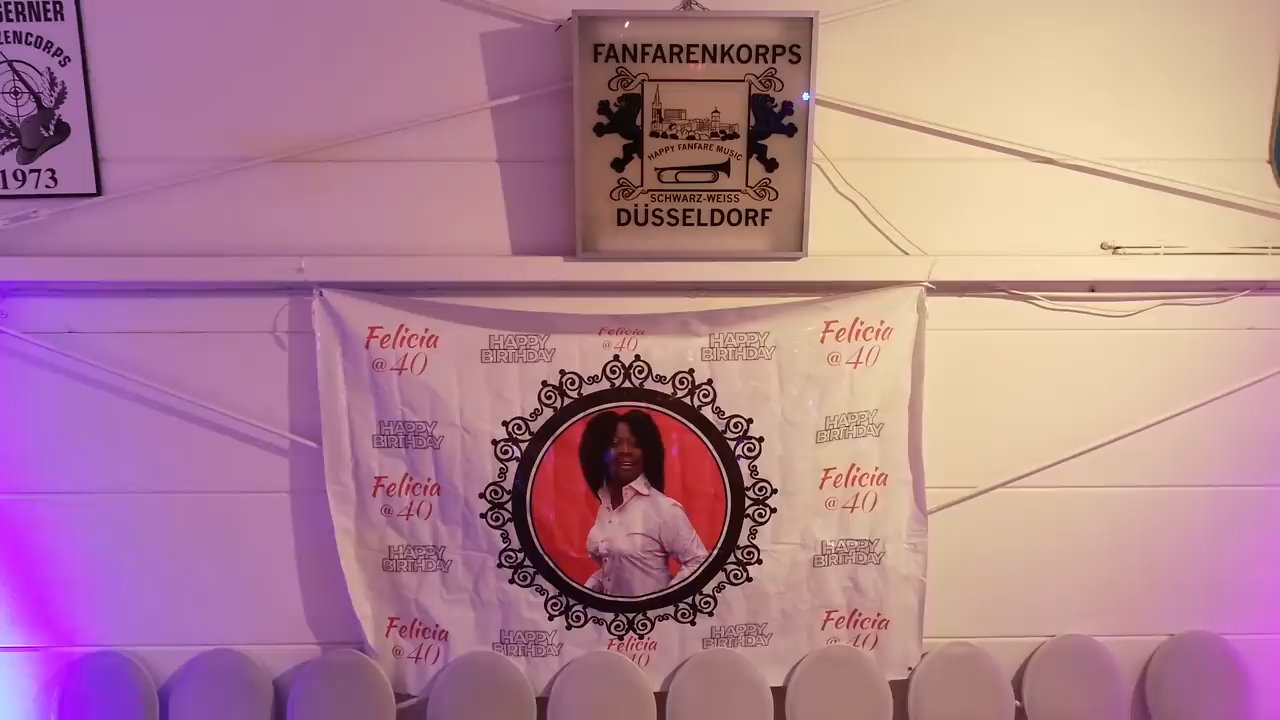 GERNER
ZENCORPS
1973
FANFARENKORPS
HAPPY FANFARE MUSIC
SCHWARZ-WEISS
DÜSSELDORF
Felicia
@ 40
HAPPY
BIRTHDAY
Felicia
@ 40
HAPPY
BIRTHDAY
Felicia
@ 40
HAPPY
BIRTHDAY
HAPPY
BIRTHDAY
Felicia
@ 40
Felicia
@ 40
HAPPY
BIRTHDAY
HAPPY
BIRTHDAY
Felicia
@ 40
HAPPY
BIRTHDAY
Felicia
40
HAPPY
BIRTHDAY
Felicia
@ 40